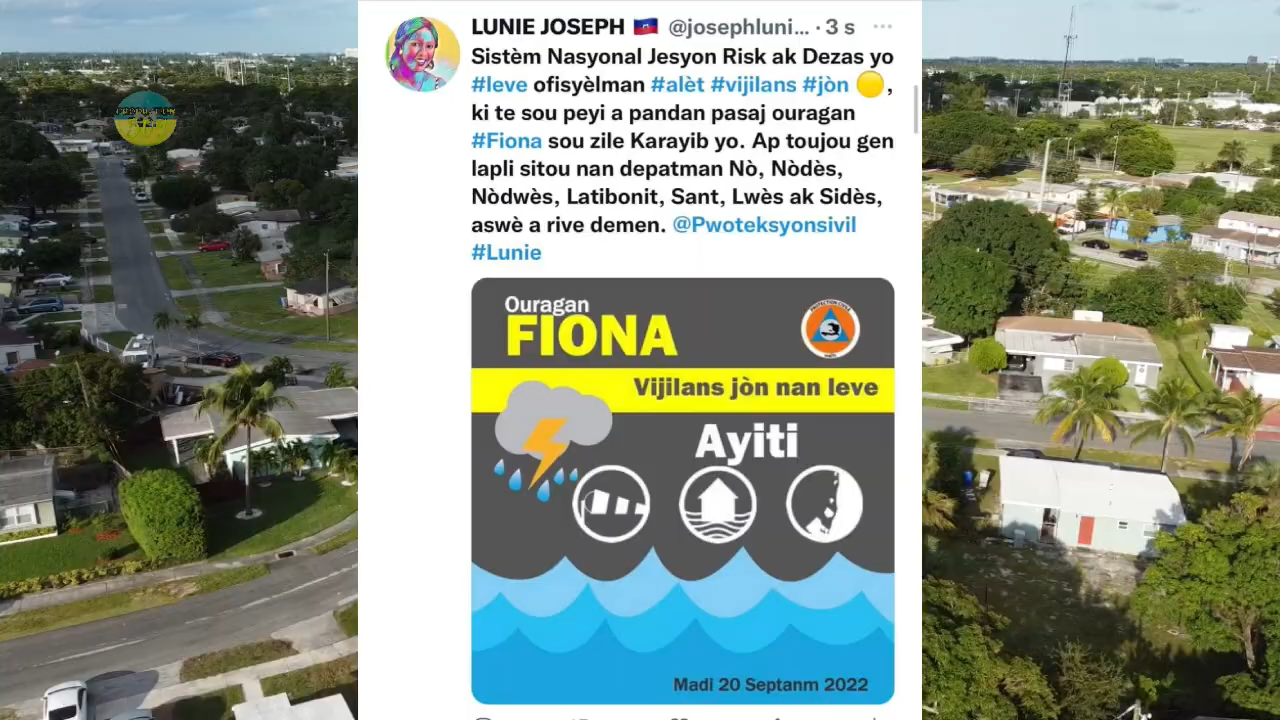 LUNIE JOSEPH 🇭🇹 @josephluni... · 3 s
Sistèm Nasyonal Jesyon Risk ak Dezas yo
#leve ofisyèlman #alèt #vijilans #jòn 🟡,
ki te sou peyi a pandan pasaj ouragan
#Fiona sou zile Karayib yo. Ap toujou gen
lapli sitou nan depatman Nò, Nòdès,
Nòdwès, Latibonit, Sant, Lwès ak Sidès,
aswè a rive demen. @Pwoteksyonsivil
#Lunie
Ouragan
FIONA
PROTECTION CIVILE
Vijilans jòn nan leve
Ayiti
Madi 20 Septanm 2022